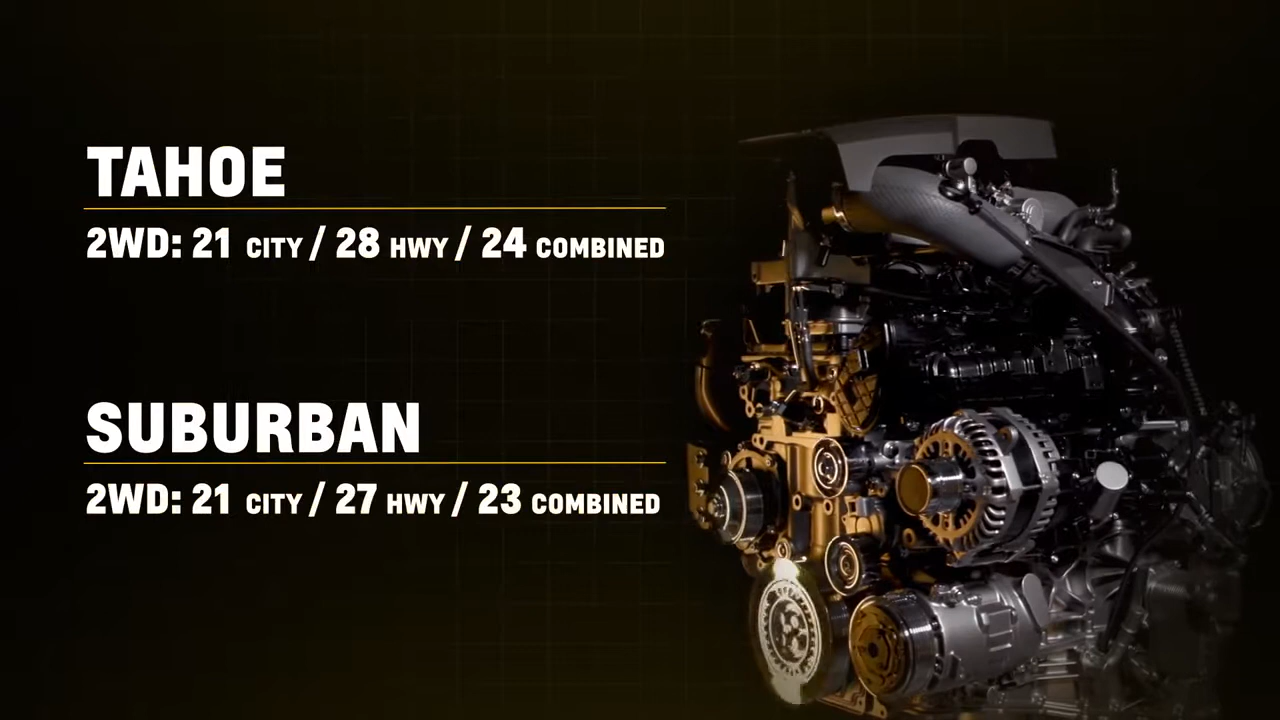 TAHOE
2WD: 21 CITY / 28 HWY / 24 COMBINED
SUBURBAN
2WD: 21 CITY / 27 HWY / 23 COMBINED